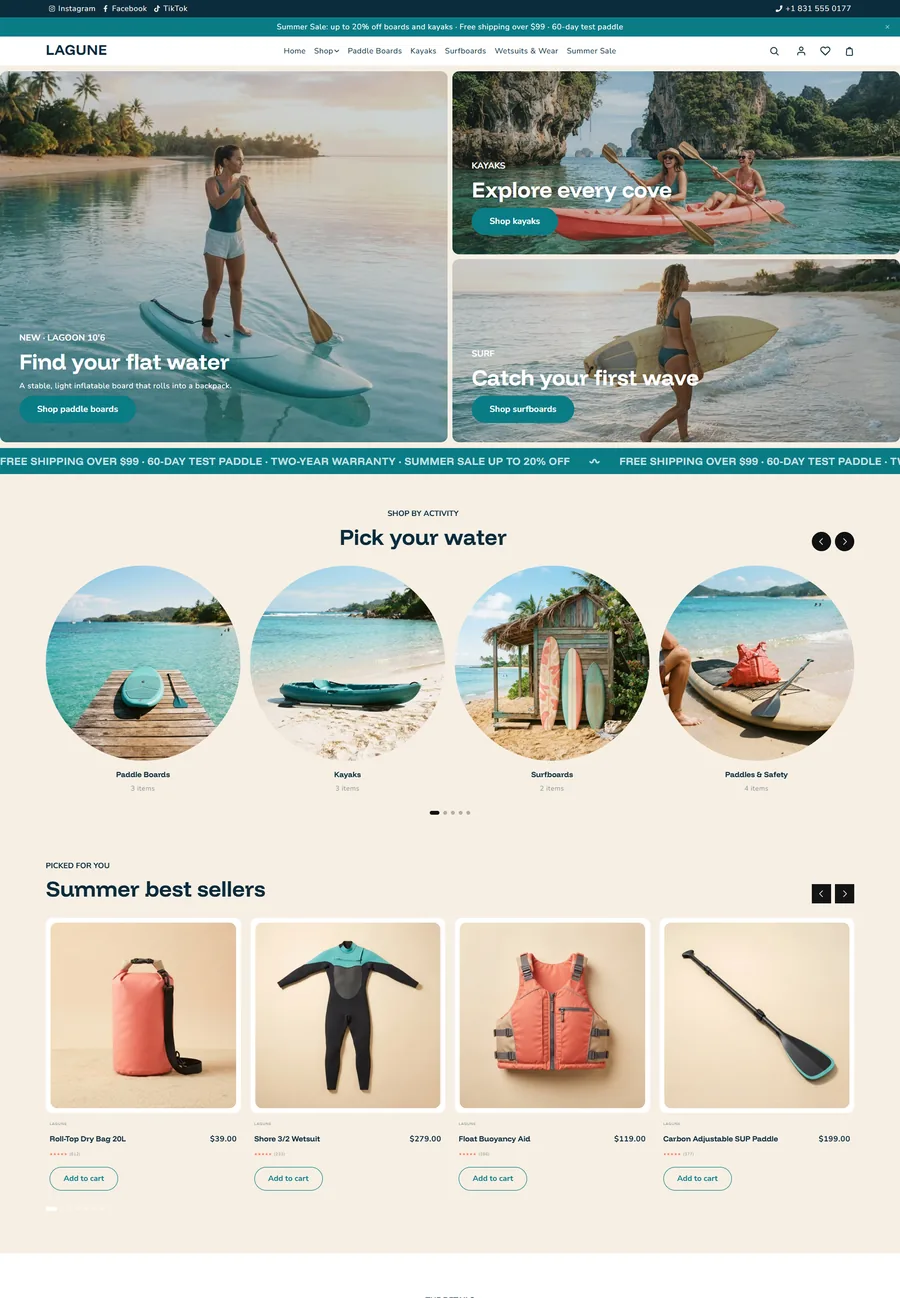 Instagram Facebook TikTok
+1 831 555 0177
Summer Sale: up to 20% off boards and kayaks · Free shipping over $99 · 60-day test paddle
LAGUNE
Home Shop Paddle Boards Kayaks Surfboards Wetsuits & Wear Summer Sale
NEW · LAGOON 10'6
Find your flat water
A stable, light inflatable board that rolls into a backpack.
Shop paddle boards
KAYAKS
Explore every cove
Shop kayaks
SURF
Catch your first wave
Shop surfboards
FREE SHIPPING OVER $99 · 60-DAY TEST PADDLE · TWO-YEAR WARRANTY · SUMMER SALE UP TO 20% OFF
FREE SHIPPING OVER $99 · 60-DAY TEST PADDLE ·
SHOP BY ACTIVITY
Pick your water
Paddle Boards
3 items
Kayaks
3 items
Surfboards
2 items
Paddles & Safety
4 items
PICKED FOR YOU
Summer best sellers
LAGUNE
Roll-Top Dry Bag 20L $39.00
Add to cart
LAGUNE
Shore 3/2 Wetsuit $279.00
Add to cart
LAGUNE
Float Buoyancy Aid $119.00
Add to cart
LAGUNE
Carbon Adjustable SUP Paddle $199.00
Add to cart